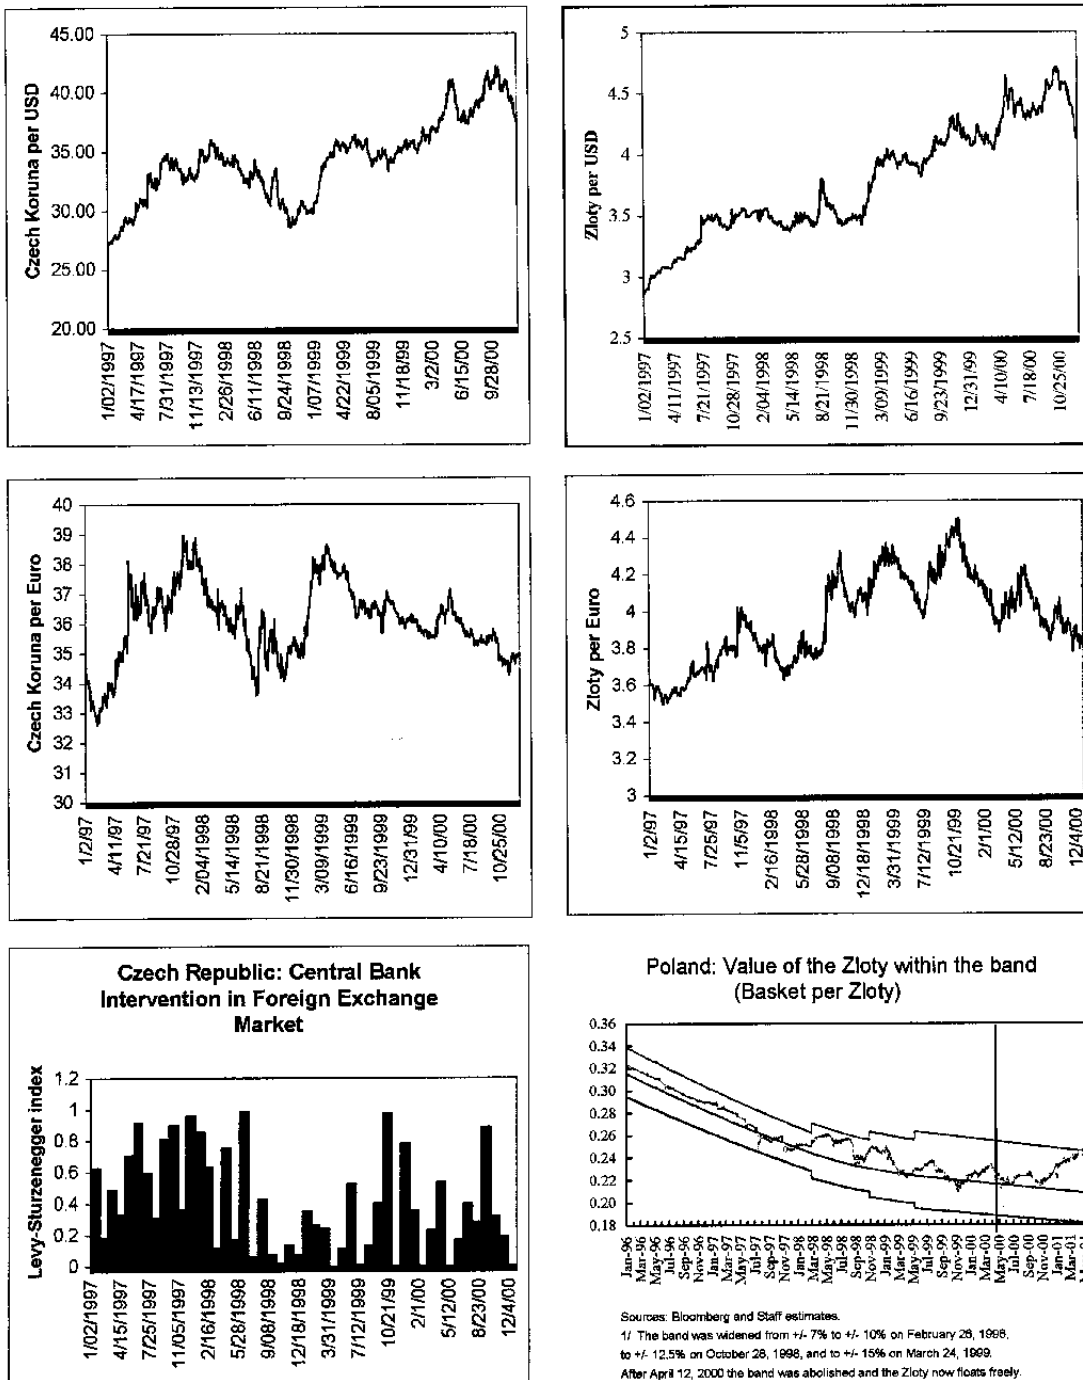 45.00
40.00
35.00
30.00
25.00
20.00
Czech Koruna per USD
1/02/1997
4/17/1997
7/31/1997
11/13/1997
2/26/1998
6/11/1998
9/24/1998
1/07/1999
4/22/1999
8/05/1999
11/18/99
3/2/00
6/15/00
9/28/00
5
4.5
4
3.5
3
2.5
Zloty per USD
1/02/1997
4/11/1997
7/21/1997
10/28/1997
2/04/1998
5/14/1998
8/21/1998
11/30/1998
3/09/1999
6/16/1999
9/23/1999
12/31/99
4/10/00
7/18/00
10/25/00
40
39
38
37
36
35
34
33
32
31
30
Czech Koruna per Euro
1/2/97
4/11/97
7/21/97
10/28/97
2/04/1998
5/14/1998
8/21/1998
11/30/1998
3/09/1999
6/16/1999
9/23/1999
12/31/99
4/10/00
7/18/00
10/25/00
4.6
4.4
4.2
4
3.8
3.6
3.4
3.2
3
Zloty per Euro
1/2/97
4/15/97
7/25/97
11/5/97
2/16/1998
5/28/1998
9/08/1998
12/18/1998
3/31/1999
7/12/1999
10/21/99
2/1/00
5/12/00
8/23/00
12/4/00
Czech Republic: Central Bank
Intervention in Foreign Exchange
Market
1.2
1
0.8
0.6
0.4
0.2
0
Levy-Sturzenegger index
1/02/1997
4/15/1997
7/25/1997
11/05/1997
2/16/1998
5/28/1998
9/08/1998
12/18/1998
3/31/1999
7/12/1999
10/21/99
2/1/00
5/12/00
8/23/00
12/4/00
Poland: Value of the Zloty within the band
(Basket per Zloty)
0.36
0.34
0.32
0.30
0.28
0.26
0.24
0.22
0.20
0.18
Jan-96
Mar-96
May-96
Jul-96
Sep-96
Nov-96
Jan-97
Mar-97
May-97
Jul-97
Sep-97
Nov-97
Jan-98
Mar-98
May-98
Jul-98
Sep-98
Nov-98
Jan-99
Mar-99
May-99
Jul-99
Sep-99
Nov-99
Jan-00
Mar-00
May-00
Jul-00
Sep-00
Nov-00
Jan-01
Mar-01
Sources: Bloomberg and Staff estimates.
1/ The band was widened from +/- 7% to +/- 10% on February 26, 1998,
to +/- 12.5% on October 28, 1998, and to +/- 15% on March 24, 1999.
After April 12, 2000 the band was abolished and the Zloty now floats freely.